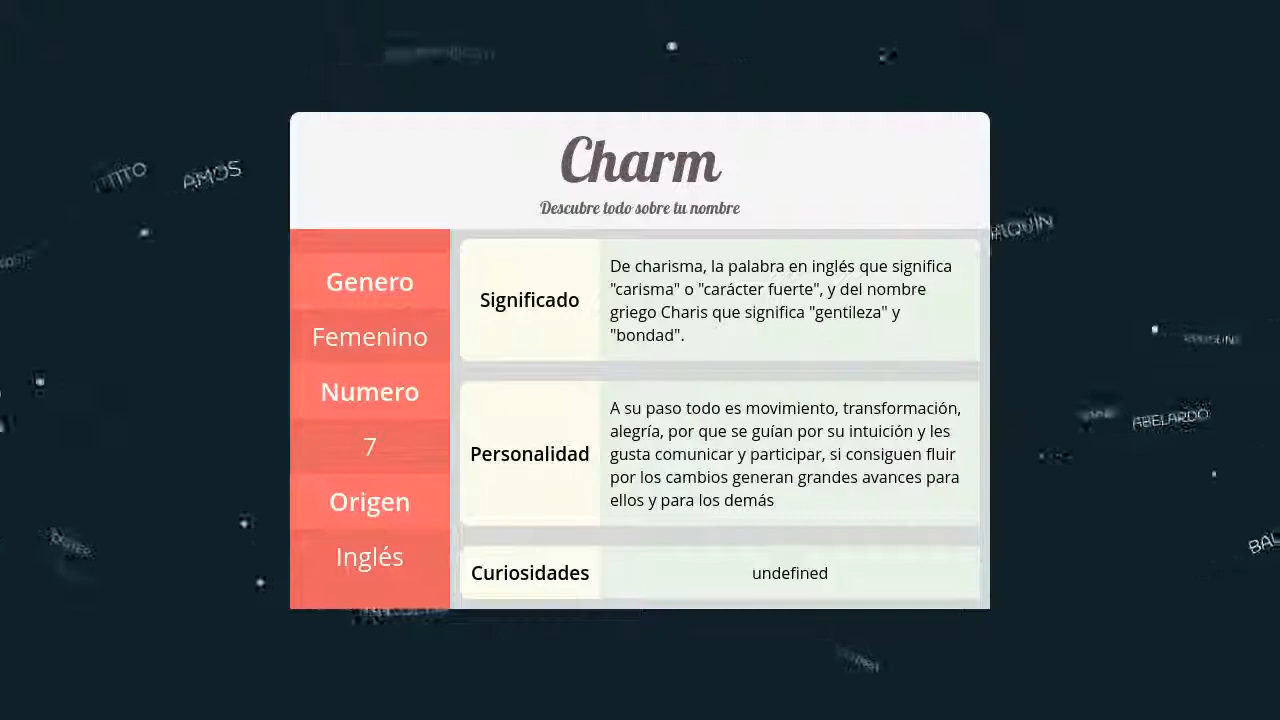 Charm
Descubre todo sobre tu nombre
Genero
Femenino
Numero
7
Origen
Inglés
Significado
De charisma, la palabra en inglés que significa
"carisma" o "carácter fuerte", y del nombre
griego Charis que significa "gentileza" y
"bondad".
Personalidad
A su paso todo es movimiento, transformación,
alegría, por que se guían por su intuición y les
gusta comunicar y participar, si consiguen fluir
por los cambios generan grandes avances para
ellos y para los demás
Curiosidades
undefined
AMOS
ABELARDO